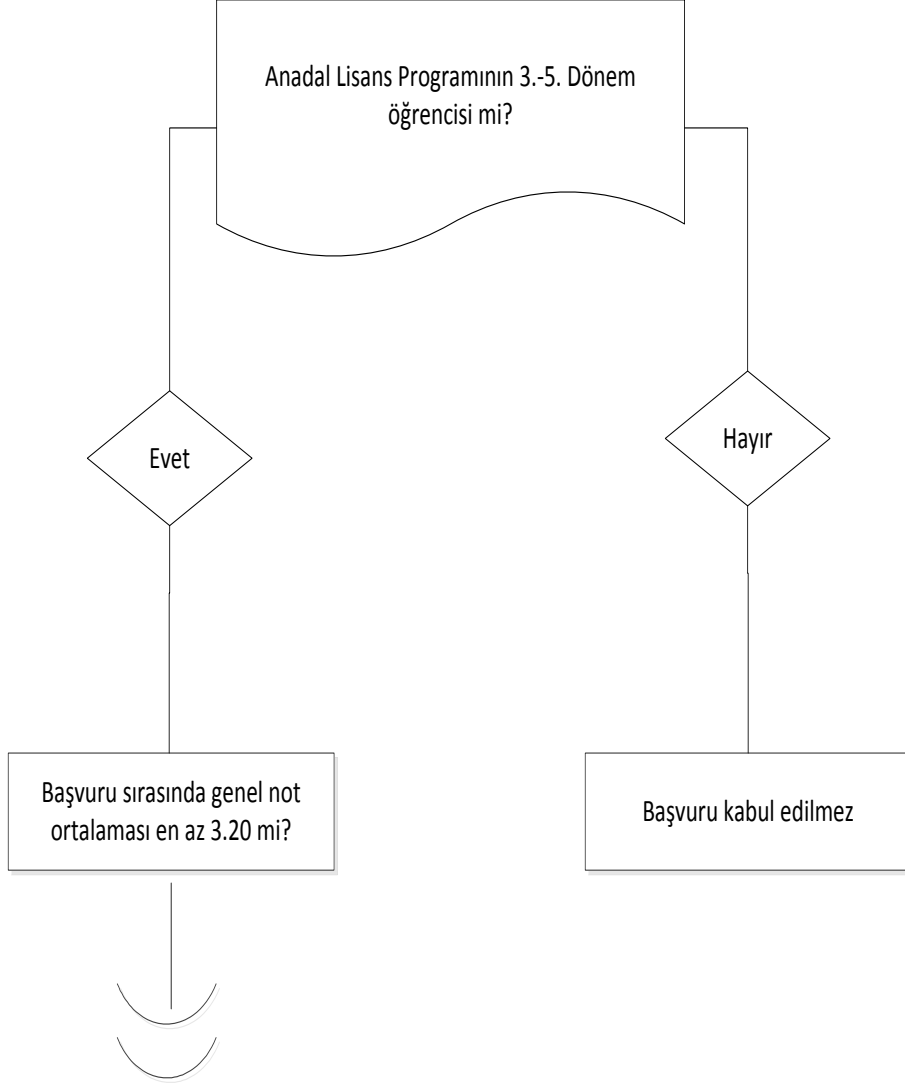 Anadal Lisans Programının 3.-5. Dönem
öğrencisi mi?
Evet
Hayır
Başvuru sırasında genel not
ortalaması en az 3.20 mi?
Başvuru kabul edilmez